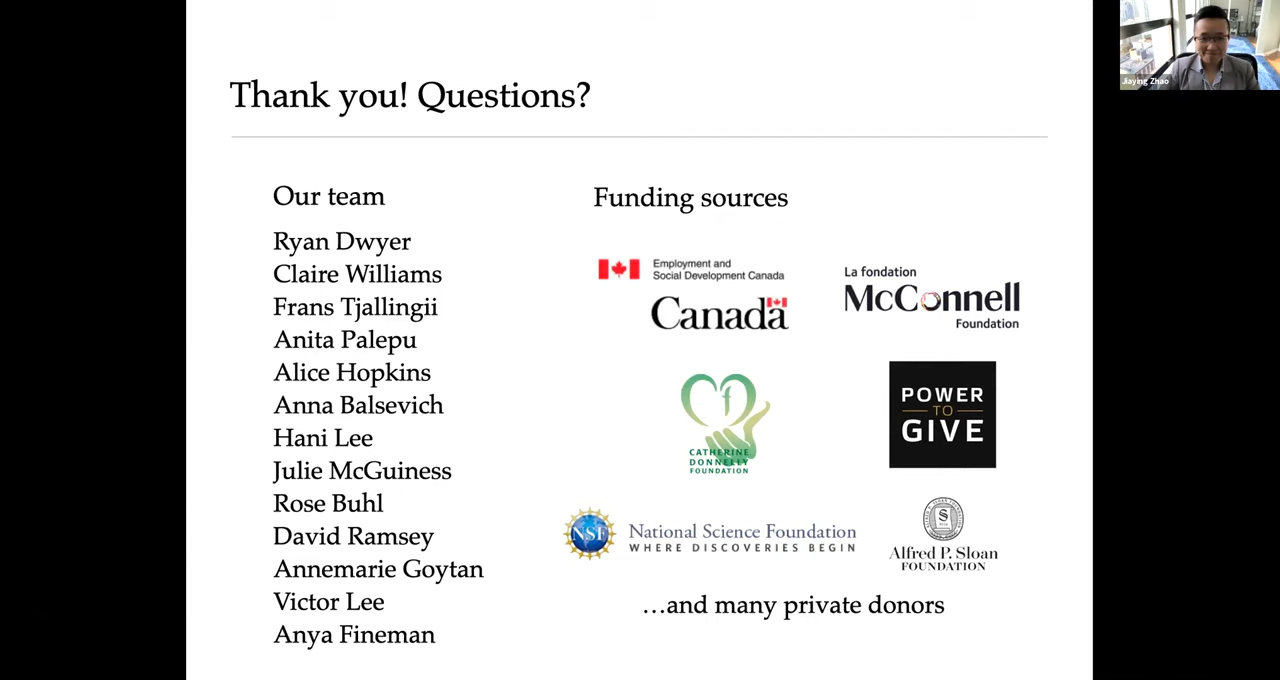 Thank you! Questions?
Our team
Ryan Dwyer
Claire Williams
Frans Tjallingii
Anita Palepu
Alice Hopkins
Anna Balsevich
Hani Lee
Julie McGuiness
Rose Buhl
David Ramsey
Annemarie Goytan
Victor Lee
Anya Fineman
Funding sources
Employment and
Social Development Canada
Canada
La fondation
McConnell
Foundation
CATHERINE
DONNELLY
FOUNDATION
POWER
TO
GIVE
NSF
National Science Foundation
WHERE DISCOVERIES BEGIN
Alfred P. Sloan
FOUNDATION
…and many private donors
Jiaying Zhao